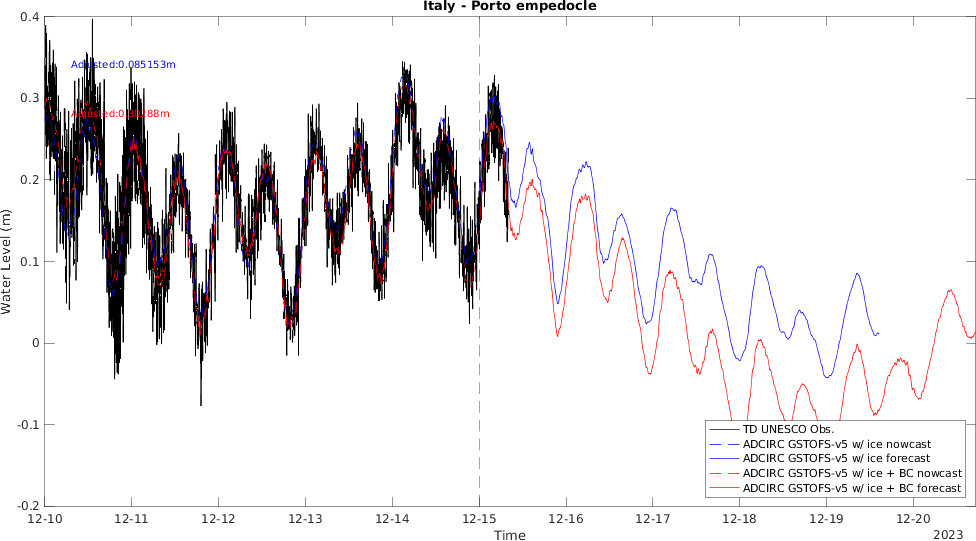 Italy - Porto empedocle
0.4
0.3
0.2
0.1
0
-0.1
-0.2
Water Level (m)
Adjusted:0.085153m
TD UNESCO Obs.
ADCIRC GSTOFS-v5 w/ ice nowcast
ADCIRC GSTOFS-v5 w/ ice forecast
ADCIRC GSTOFS-v5 w/ ice + BC nowcast
ADCIRC GSTOFS-v5 w/ ice + BC forecast
12-10 12-11 12-12 12-13 12-14 12-15 12-16 12-17 12-18 12-19 12-20
Time
2023